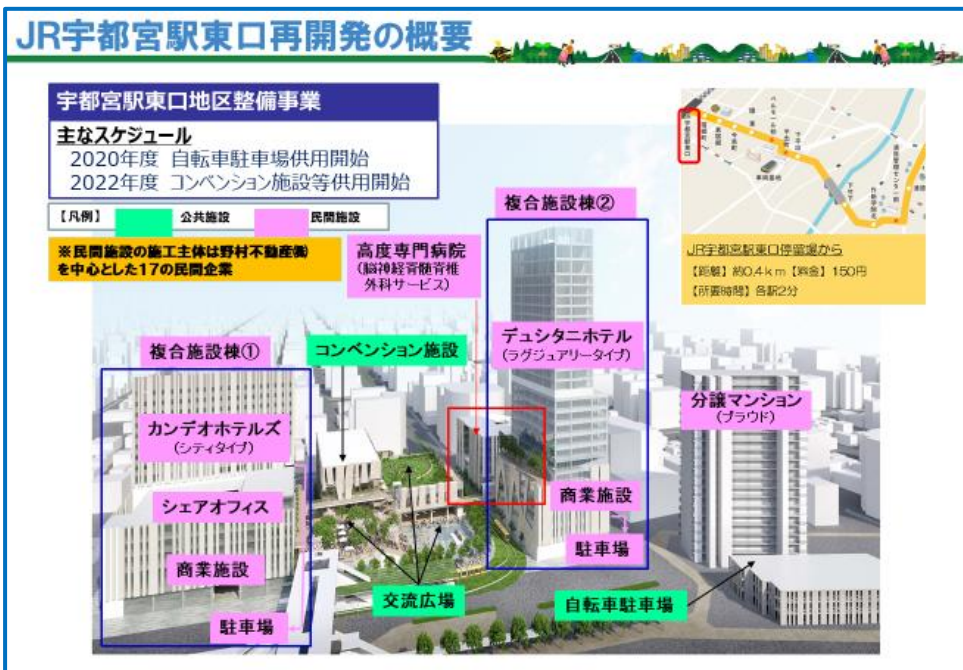 JR宇都宮駅東口再開発の概要
宇都宮駅東口地区整備事業
主なスケジュール
2020年度 自転車駐車場供用開始
2022年度 コンベンション施設等供用開始
【凡例】 公共施設 民間施設
※民間施設の施工主体は野村不動産㈱
を中心とした17の民間企業
高度専門病院
(脳神経脊髄脊椎
外科サービス)
複合施設棟②
JR宇都宮駅東口停留場から
【距離】約0.4km【料金】150円
【所要時間】各駅2分
複合施設棟①
コンベンション施設
デュシタニホテル
(ラグジュアリータイプ)
分譲マンション
(プラウド)
カンデオホテルズ
(シティタイプ)
シェアオフィス
商業施設
駐車場
商業施設
駐車場
交流広場
自転車駐車場